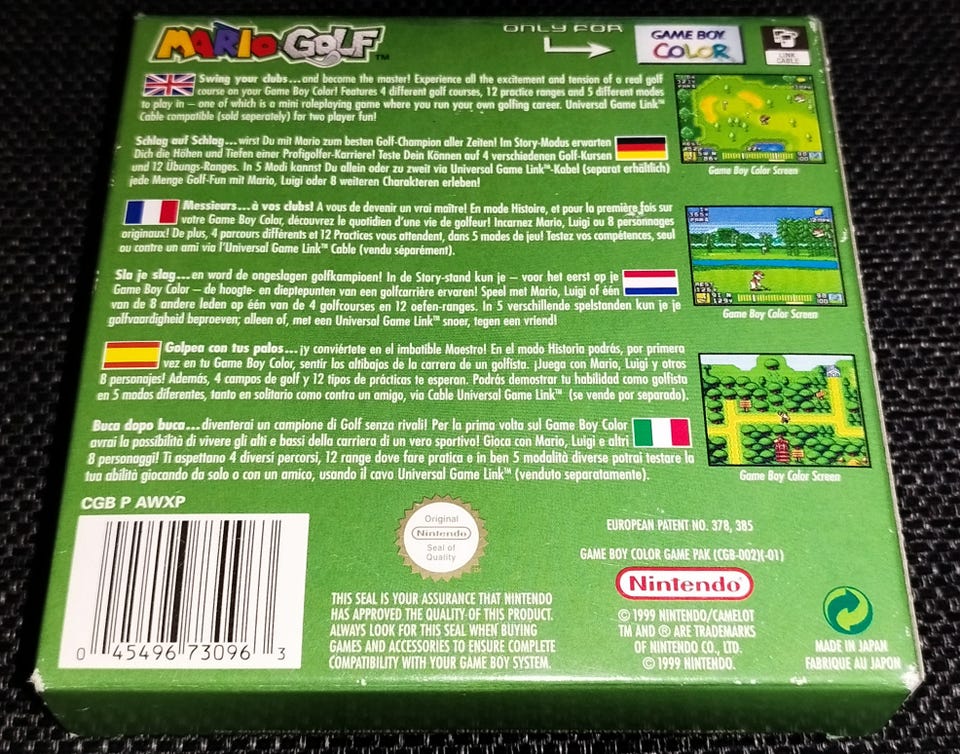 MARIO GOLF™
ONLY FOR
GAME BOY
COLOR
LINK
CABLE
Swing your clubs...and become the master! Experience all the excitement and tension of a real golf
course on your Game Boy Color! Features 4 different golf courses, 12 practice ranges and 5 different modes
to play in – one of which is a mini roleplaying game where you run your own golfing career. Universal Game Link™
Cable compatible (sold seperately) for two player fun!
Game Boy Color Screen
Schlag auf Schlag...wirst Du mit Mario zum besten Golf-Champion aller Zeiten! Im Story-Modus erwarten
Dich die Höhen und Tiefen einer Profigolfer-Karriere! Teste Dein Können auf 4 verschiedenen Golf-Kursen
und 12 Übungs-Ranges. In 5 Modi kannst Du allein oder zu zweit via Universal Game Link™-Kabel (separat erhältlich)
jede Menge Golf-Fun mit Mario, Luigi oder 8 weiteren Charakteren erleben!
Messieurs...à vos clubs! A vous de devenir un vrai maître! En mode Histoire, et pour la première fois sur
votre Game Boy Color, découvrez le quotidien d'une vie de golfeur! Incarnez Mario, Luigi ou 8 personnages
originaux! De plus, 4 parcours différents et 12 Practices vous attendent, dans 5 modes de jeu! Testez vos compétences, seul
ou contre un ami via l'Universal Game Link™ Cable (vendu séparément).
Game Boy Color Screen
Sla je slag...en word de ongeslagen golfkampioen! In de Story-stand kun je – voor het eerst op je
Game Boy Color – de hoogte- en dieptepunten van een golfcarrière ervaren! Speel met Mario, Luigi of één
van de 8 andere leden op één van de 4 golfcourses en 12 oefen-ranges. In 5 verschillende spelstanden kun je je
golfvaardigheid beproeven; alleen of, met een Universal Game Link™ snoer, tegen een vriend!
Golpea con tus palos...¡y conviértete en el imbatible Maestro! En el modo Historia podrás, por primera
vez en tu Game Boy Color, sentir los altibajos de la carrera de un golfista. ¡Juega con Mario, Luigi y otros
8 personajes! Además, 4 campos de golf y 12 tipos de prácticas te esperan. Podrás demostrar tu habilidad como golfista
en 5 modos diferentes, tanto en solitario como contra un amigo, via Cable Universal Game Link™ (se vende por separado).
Buca dopo buca...diventerai un campione di Golf senza rivali! Per la prima volta sul Game Boy Color
avrai la possibilità di vivere gli alti e bassi della carriera di un vero sportivo! Gioca con Mario, Luigi e altri
8 personaggi! Ti aspettano 4 diversi percorsi, 12 range dove fare pratica e in ben 5 modalità diverse potrai testare la
tua abilità giocando da solo o con un amico, usando il cavo Universal Game Link™ (venduto separatamente).
Game Boy Color Screen
CGB P AWXP
0 45496 73096 3
Original
Nintendo
Seal of
Quality
THIS SEAL IS YOUR ASSURANCE THAT NINTENDO
HAS APPROVED THE QUALITY OF THIS PRODUCT.
ALWAYS LOOK FOR THIS SEAL WHEN BUYING
GAMES AND ACCESSORIES TO ENSURE COMPLETE
COMPATIBILITY WITH YOUR GAME BOY SYSTEM.
EUROPEAN PATENT NO. 378, 385
GAME BOY COLOR GAME PAK (CGB-002)(-01)
Nintendo®
© 1999 NINTENDO/CAMELOT
TM AND ® ARE TRADEMARKS
OF NINTENDO CO., LTD.
© 1999 NINTENDO.
MADE IN JAPAN
FABRIQUE AU JAPON